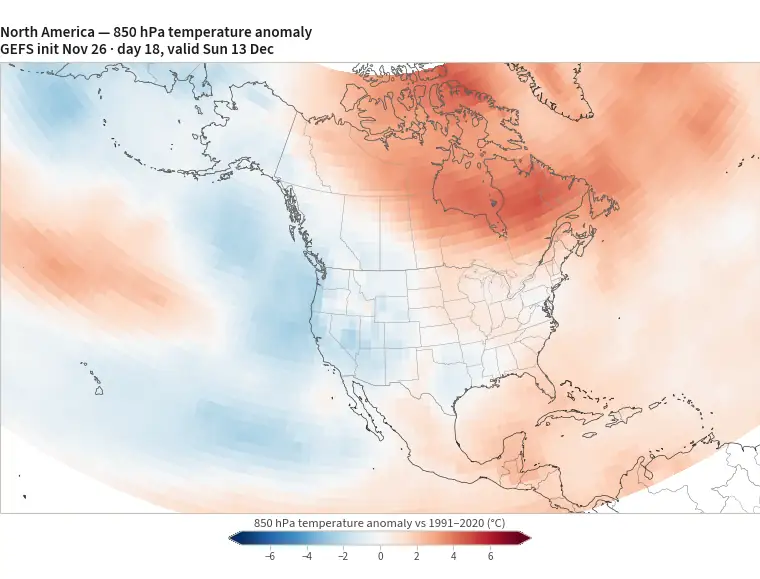 North America — 850 hPa temperature anomaly
GEFS init Nov 26 · day 18, valid Sun 13 Dec
850 hPa temperature anomaly vs 1991–2020 (°C)
−6 −4 −2 0 2 4 6